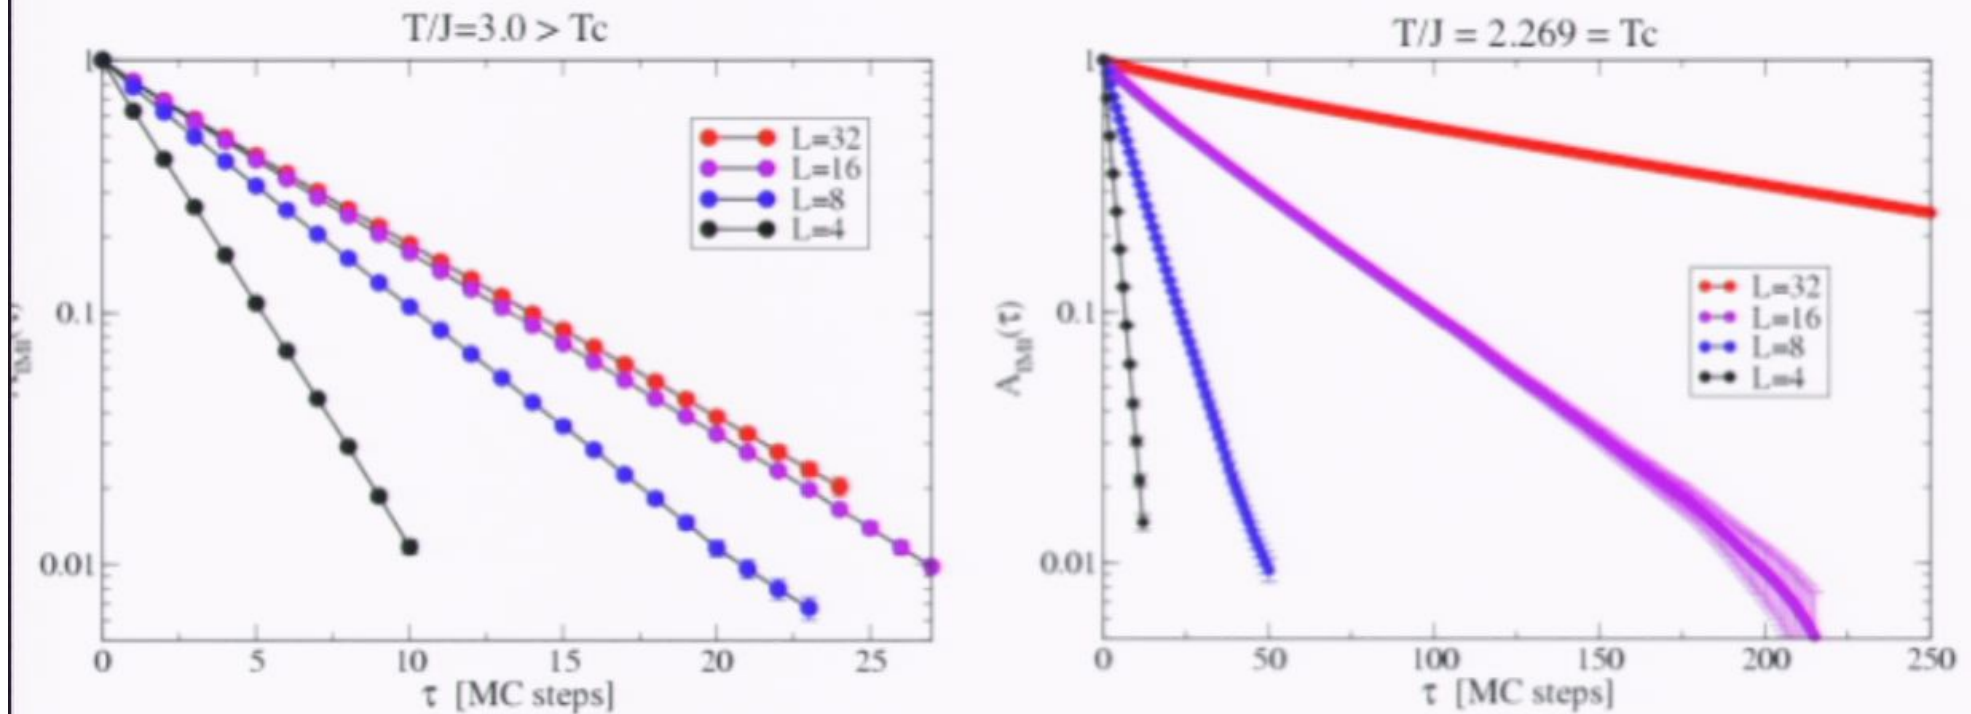 T/J=3.0 > Tc
1
0.1
0.01
0
5
10
15
20
25
τ [MC steps]
L=32
L=16
L=8
L=4
T/J = 2.269 = Tc
1
0.1
0.01
A|M|(τ)
0
50
100
150
200
250
τ [MC steps]
L=32
L=16
L=8
L=4